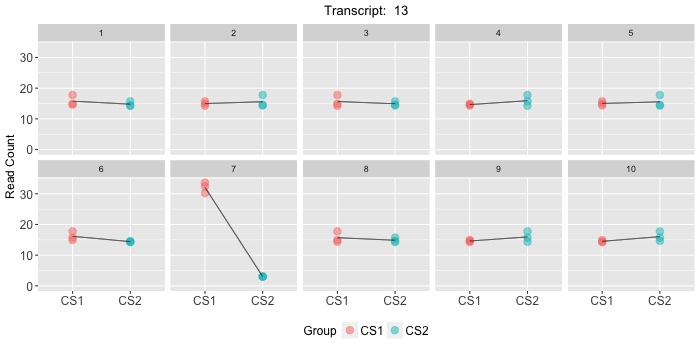 Transcript: 13
1 2 3 4 5
30
20
10
0
Read Count
6 7 8 9 10
30
20
10
0
CS1 CS2 CS1 CS2 CS1 CS2 CS1 CS2 CS1 CS2
Group CS1 CS2